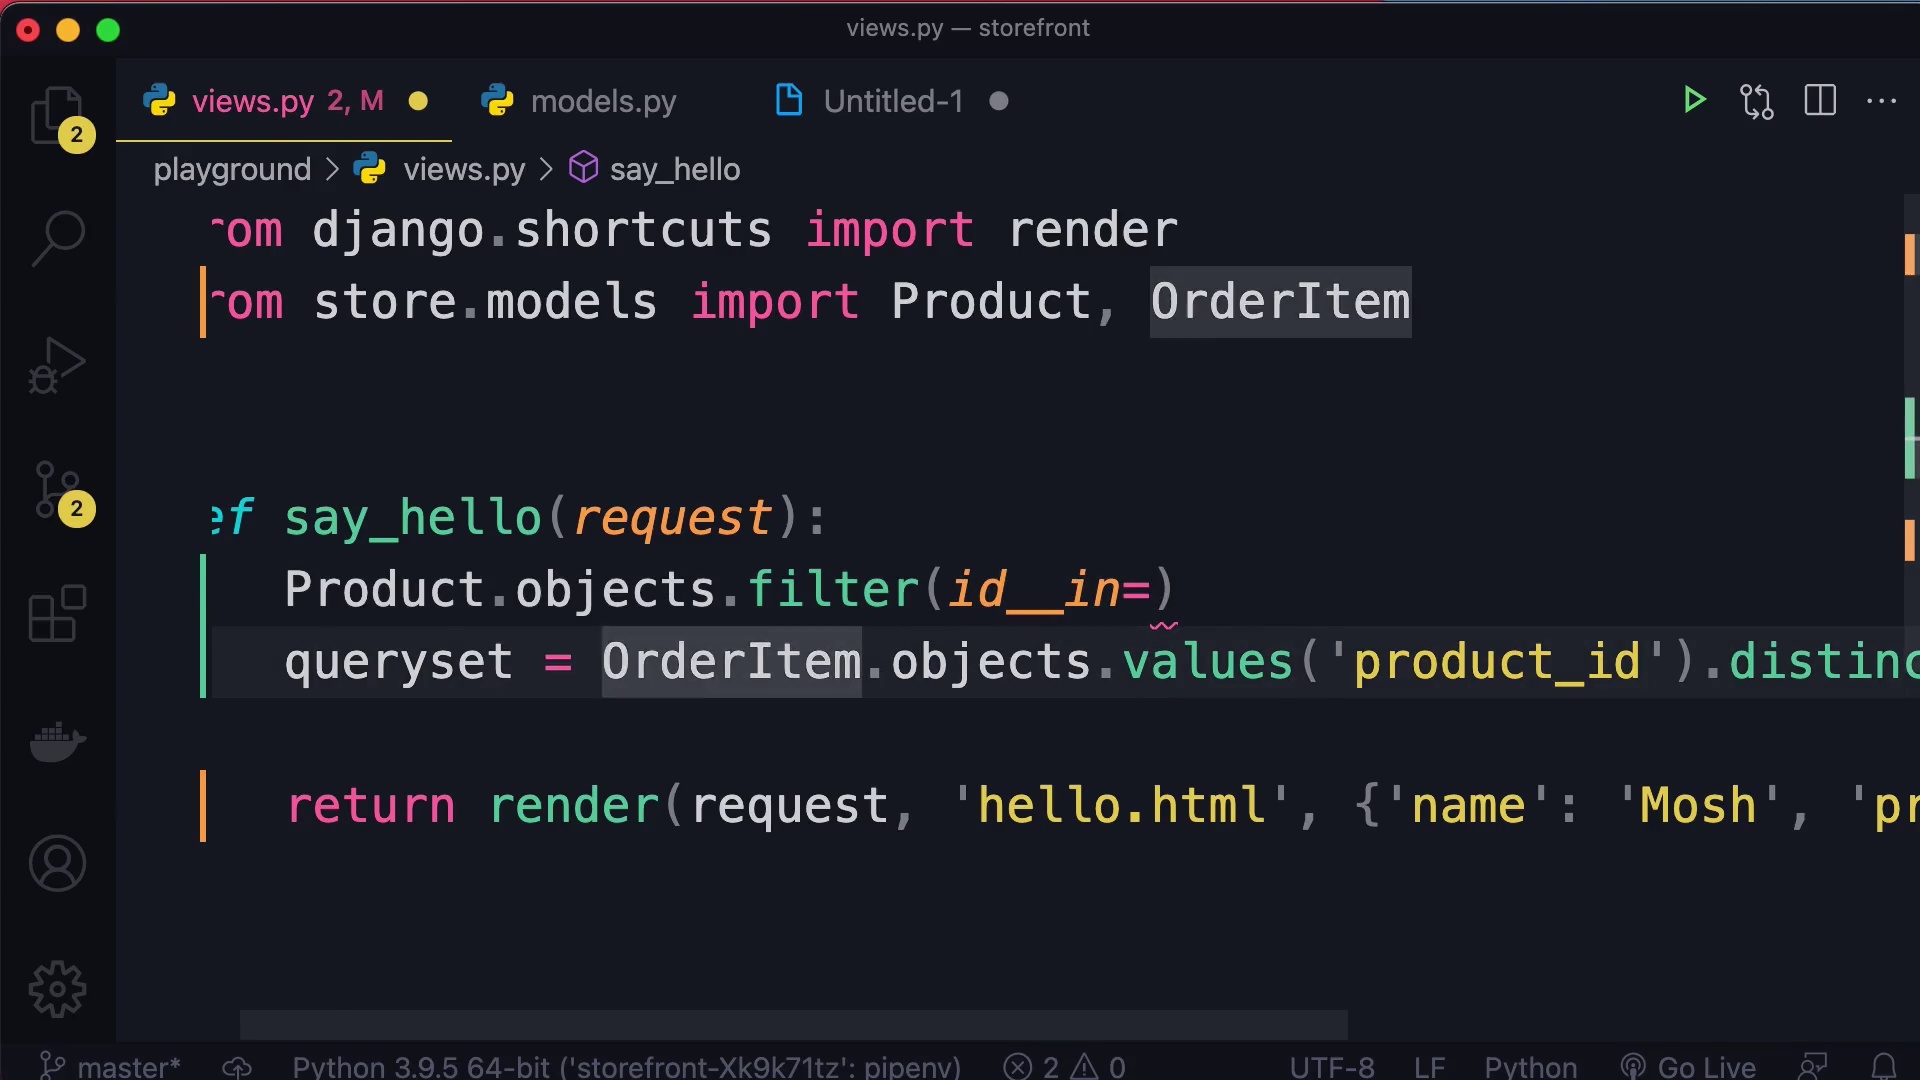 views.py — storefront
views.py 2, M models.py Untitled-1
2
playground views.py say_hello
rom django.shortcuts import render
rom store.models import Product, OrderItem
ef say_hello(request):
2
Product.objects.filter(id__in=)
queryset = OrderItem.objects.values('product_id').distinc
return render(request, 'hello.html', {'name': 'Mosh', 'pr
master* Python 3.9.5 64-bit ('storefront-Xk9k71tz': pipenv) 2 0 UTF-8 LF Python Go Live